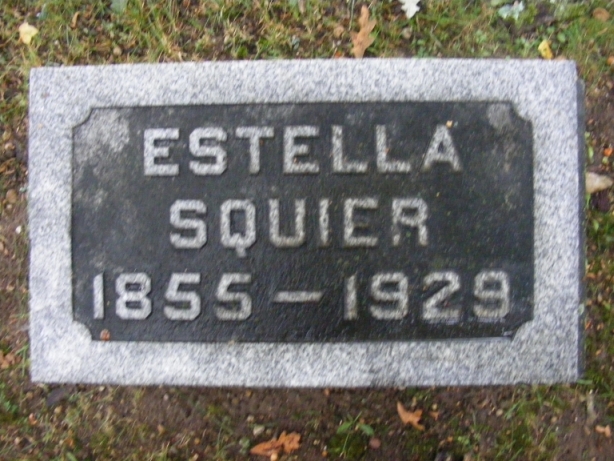 ESTELLA
SQUIER
1855 — 1929